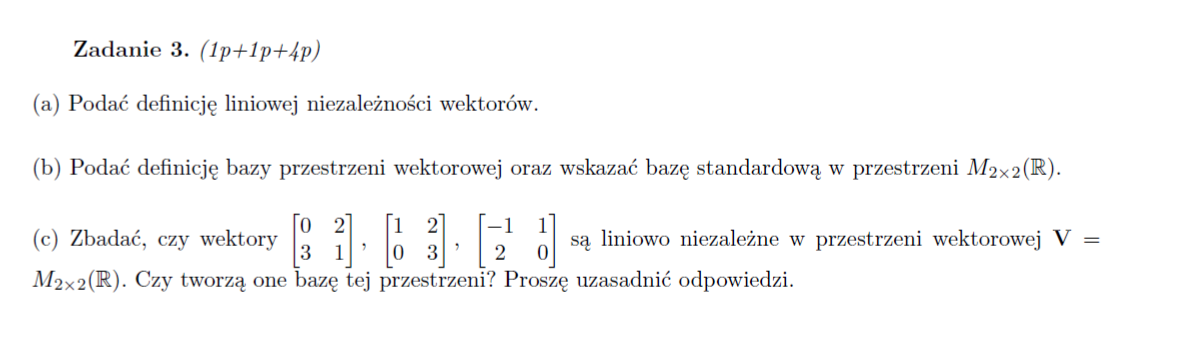 Zadanie 3. (1p+1p+4p)
(a) Podać definicję liniowej niezależności wektorów.
(b) Podać definicję bazy przestrzeni wektorowej oraz wskazać bazę standardową w przestrzeni $M_{2\times 2}(\mathbb{R})$.
(c) Zbadać, czy wektory $\begin{bmatrix} 0 & 2 \\ 3 & 1 \end{bmatrix}$, $\begin{bmatrix} 1 & 2 \\ 0 & 3 \end{bmatrix}$, $\begin{bmatrix} -1 & 1 \\ 2 & 0 \end{bmatrix}$ są liniowo niezależne w przestrzeni wektorowej $\mathbf{V}$ =
$M_{2\times 2}(\mathbb{R})$. Czy tworzą one bazę tej przestrzeni? Proszę uzasadnić odpowiedzi.